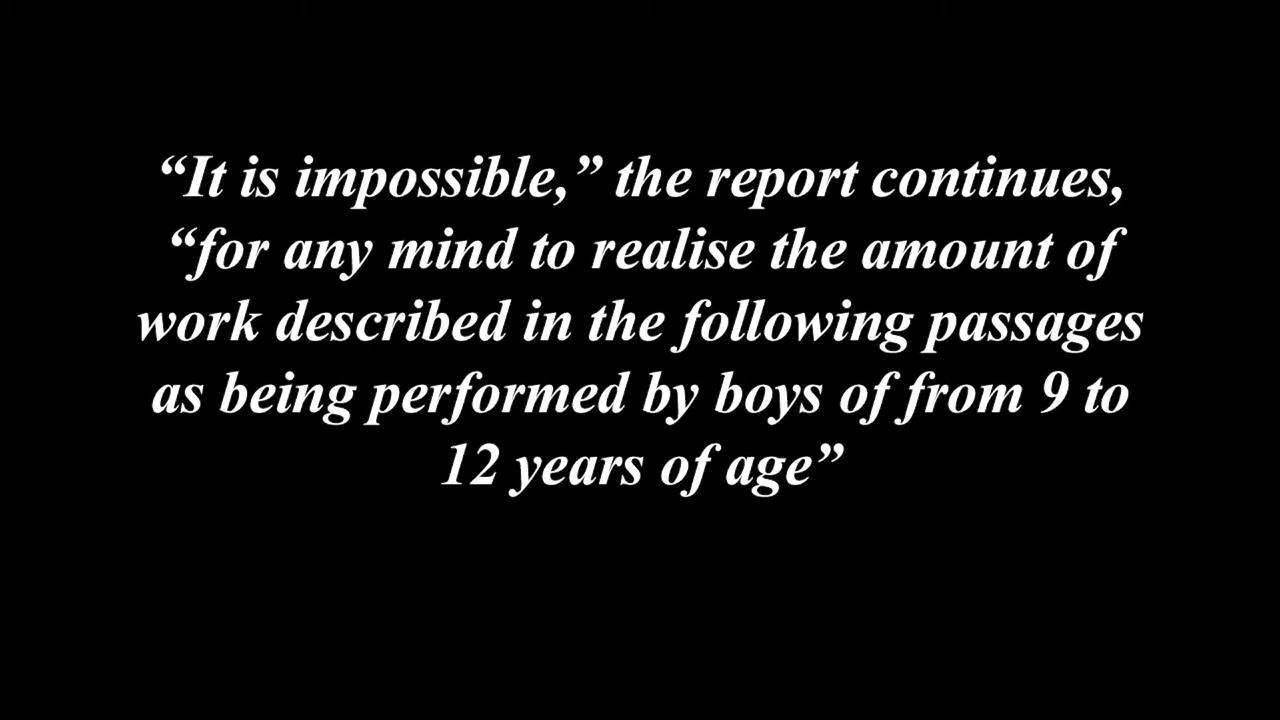 “It is impossible,” the report continues,
“for any mind to realise the amount of
work described in the following passages
as being performed by boys of from 9 to
12 years of age”